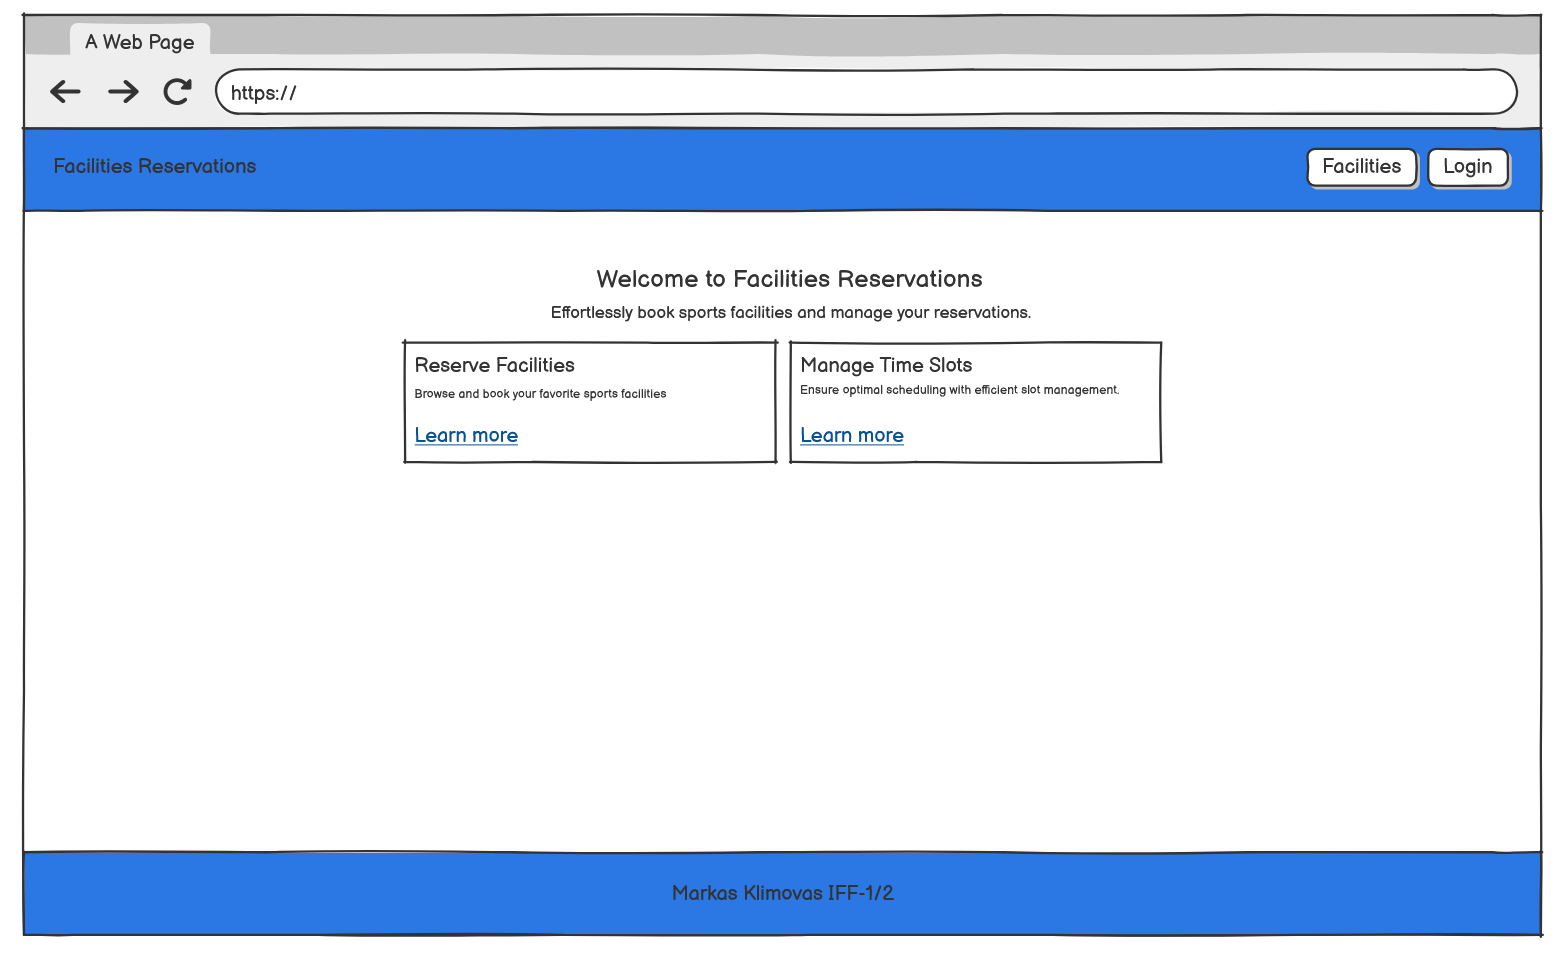 A Web Page
https://
Facilities Reservations
Facilities
Login
Welcome to Facilities Reservations
Effortlessly book sports facilities and manage your reservations.
Reserve Facilities
Browse and book your favorite sports facilities
Learn more
Manage Time Slots
Ensure optimal scheduling with efficient slot management.
Learn more
Markas Klimovas IFF-1/2